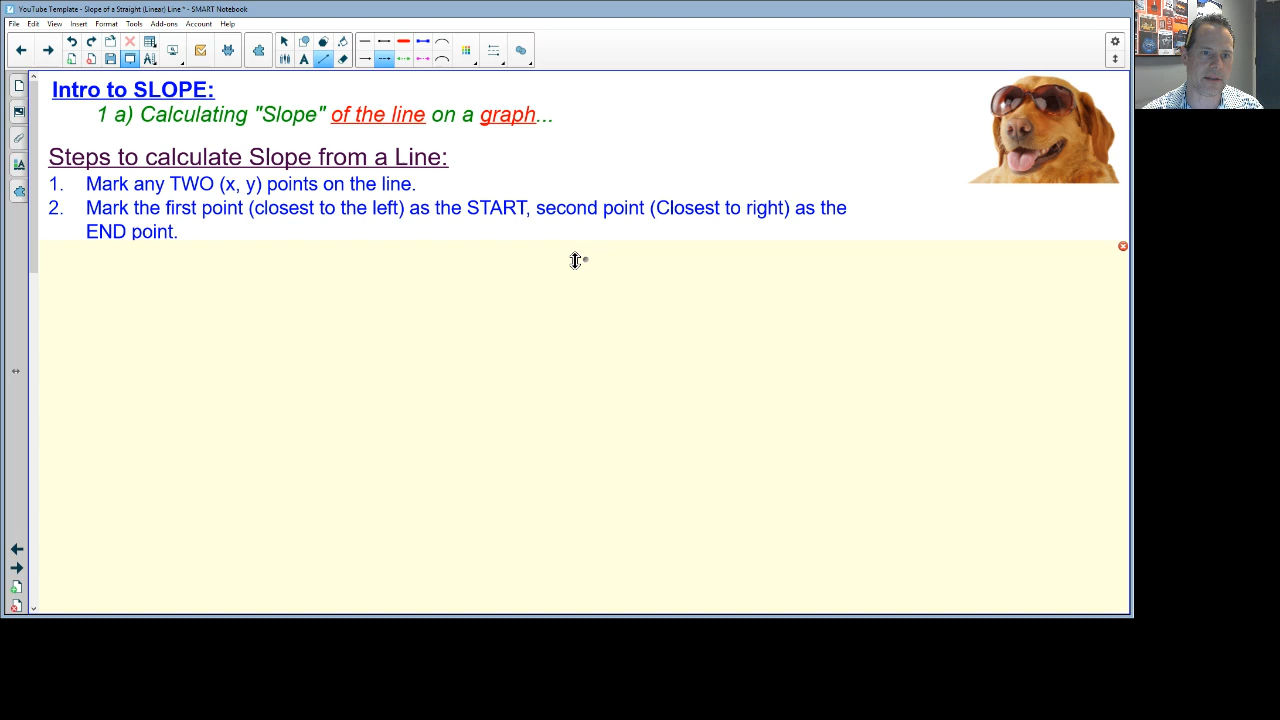 YouTube Template - Slope of a Straight (Linear) Line * - SMART Notebook
File Edit View Insert Format Tools Add-ons Account Help
Intro to SLOPE:
1 a) Calculating "Slope" of the line on a graph...
Steps to calculate Slope from a Line:
1. Mark any TWO (x, y) points on the line.
2. Mark the first point (closest to the left) as the START, second point (Closest to right) as the
END point.